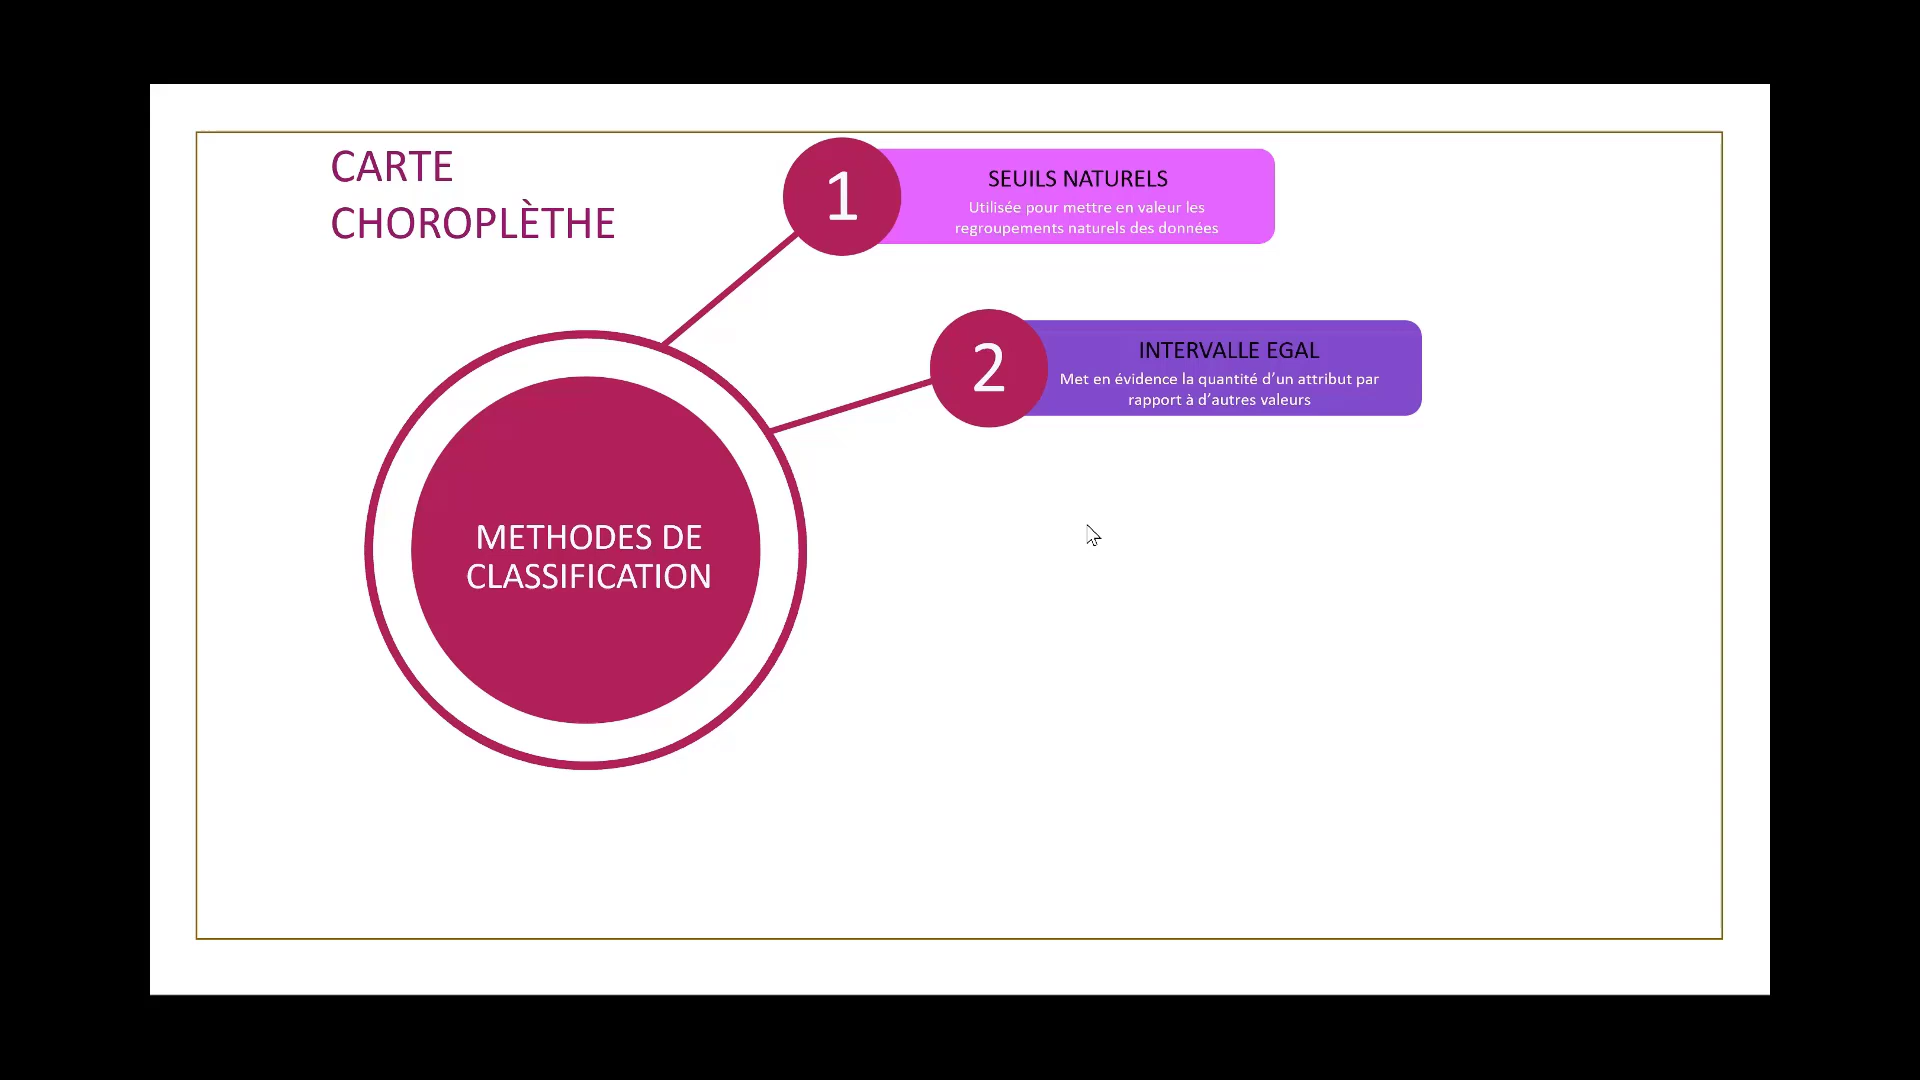 CARTE
CHOROPLÈTHE
1
SEUILS NATURELS
Utilisée pour mettre en valeur les
regroupements naturels des données
2
INTERVALLE EGAL
Met en évidence la quantité d’un attribut par
rapport à d’autres valeurs
METHODES DE
CLASSIFICATION